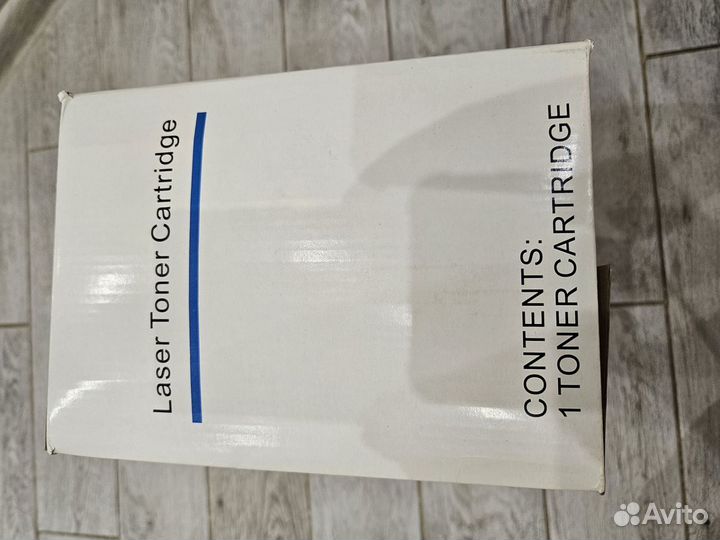 Laser Toner Cartridge
CONTENTS:
1 TONER CARTRIDGE
Avito